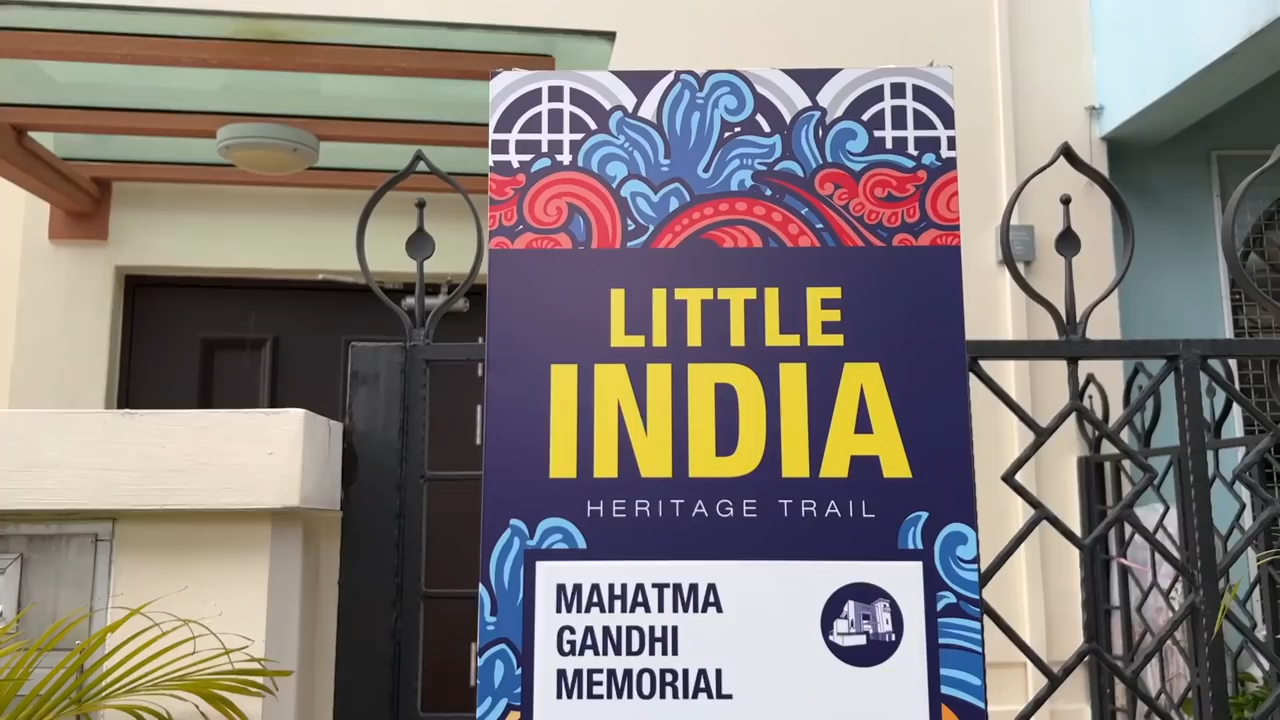 LITTLE
INDIA
HERITAGE TRAIL
MAHATMA
GANDHI
MEMORIAL